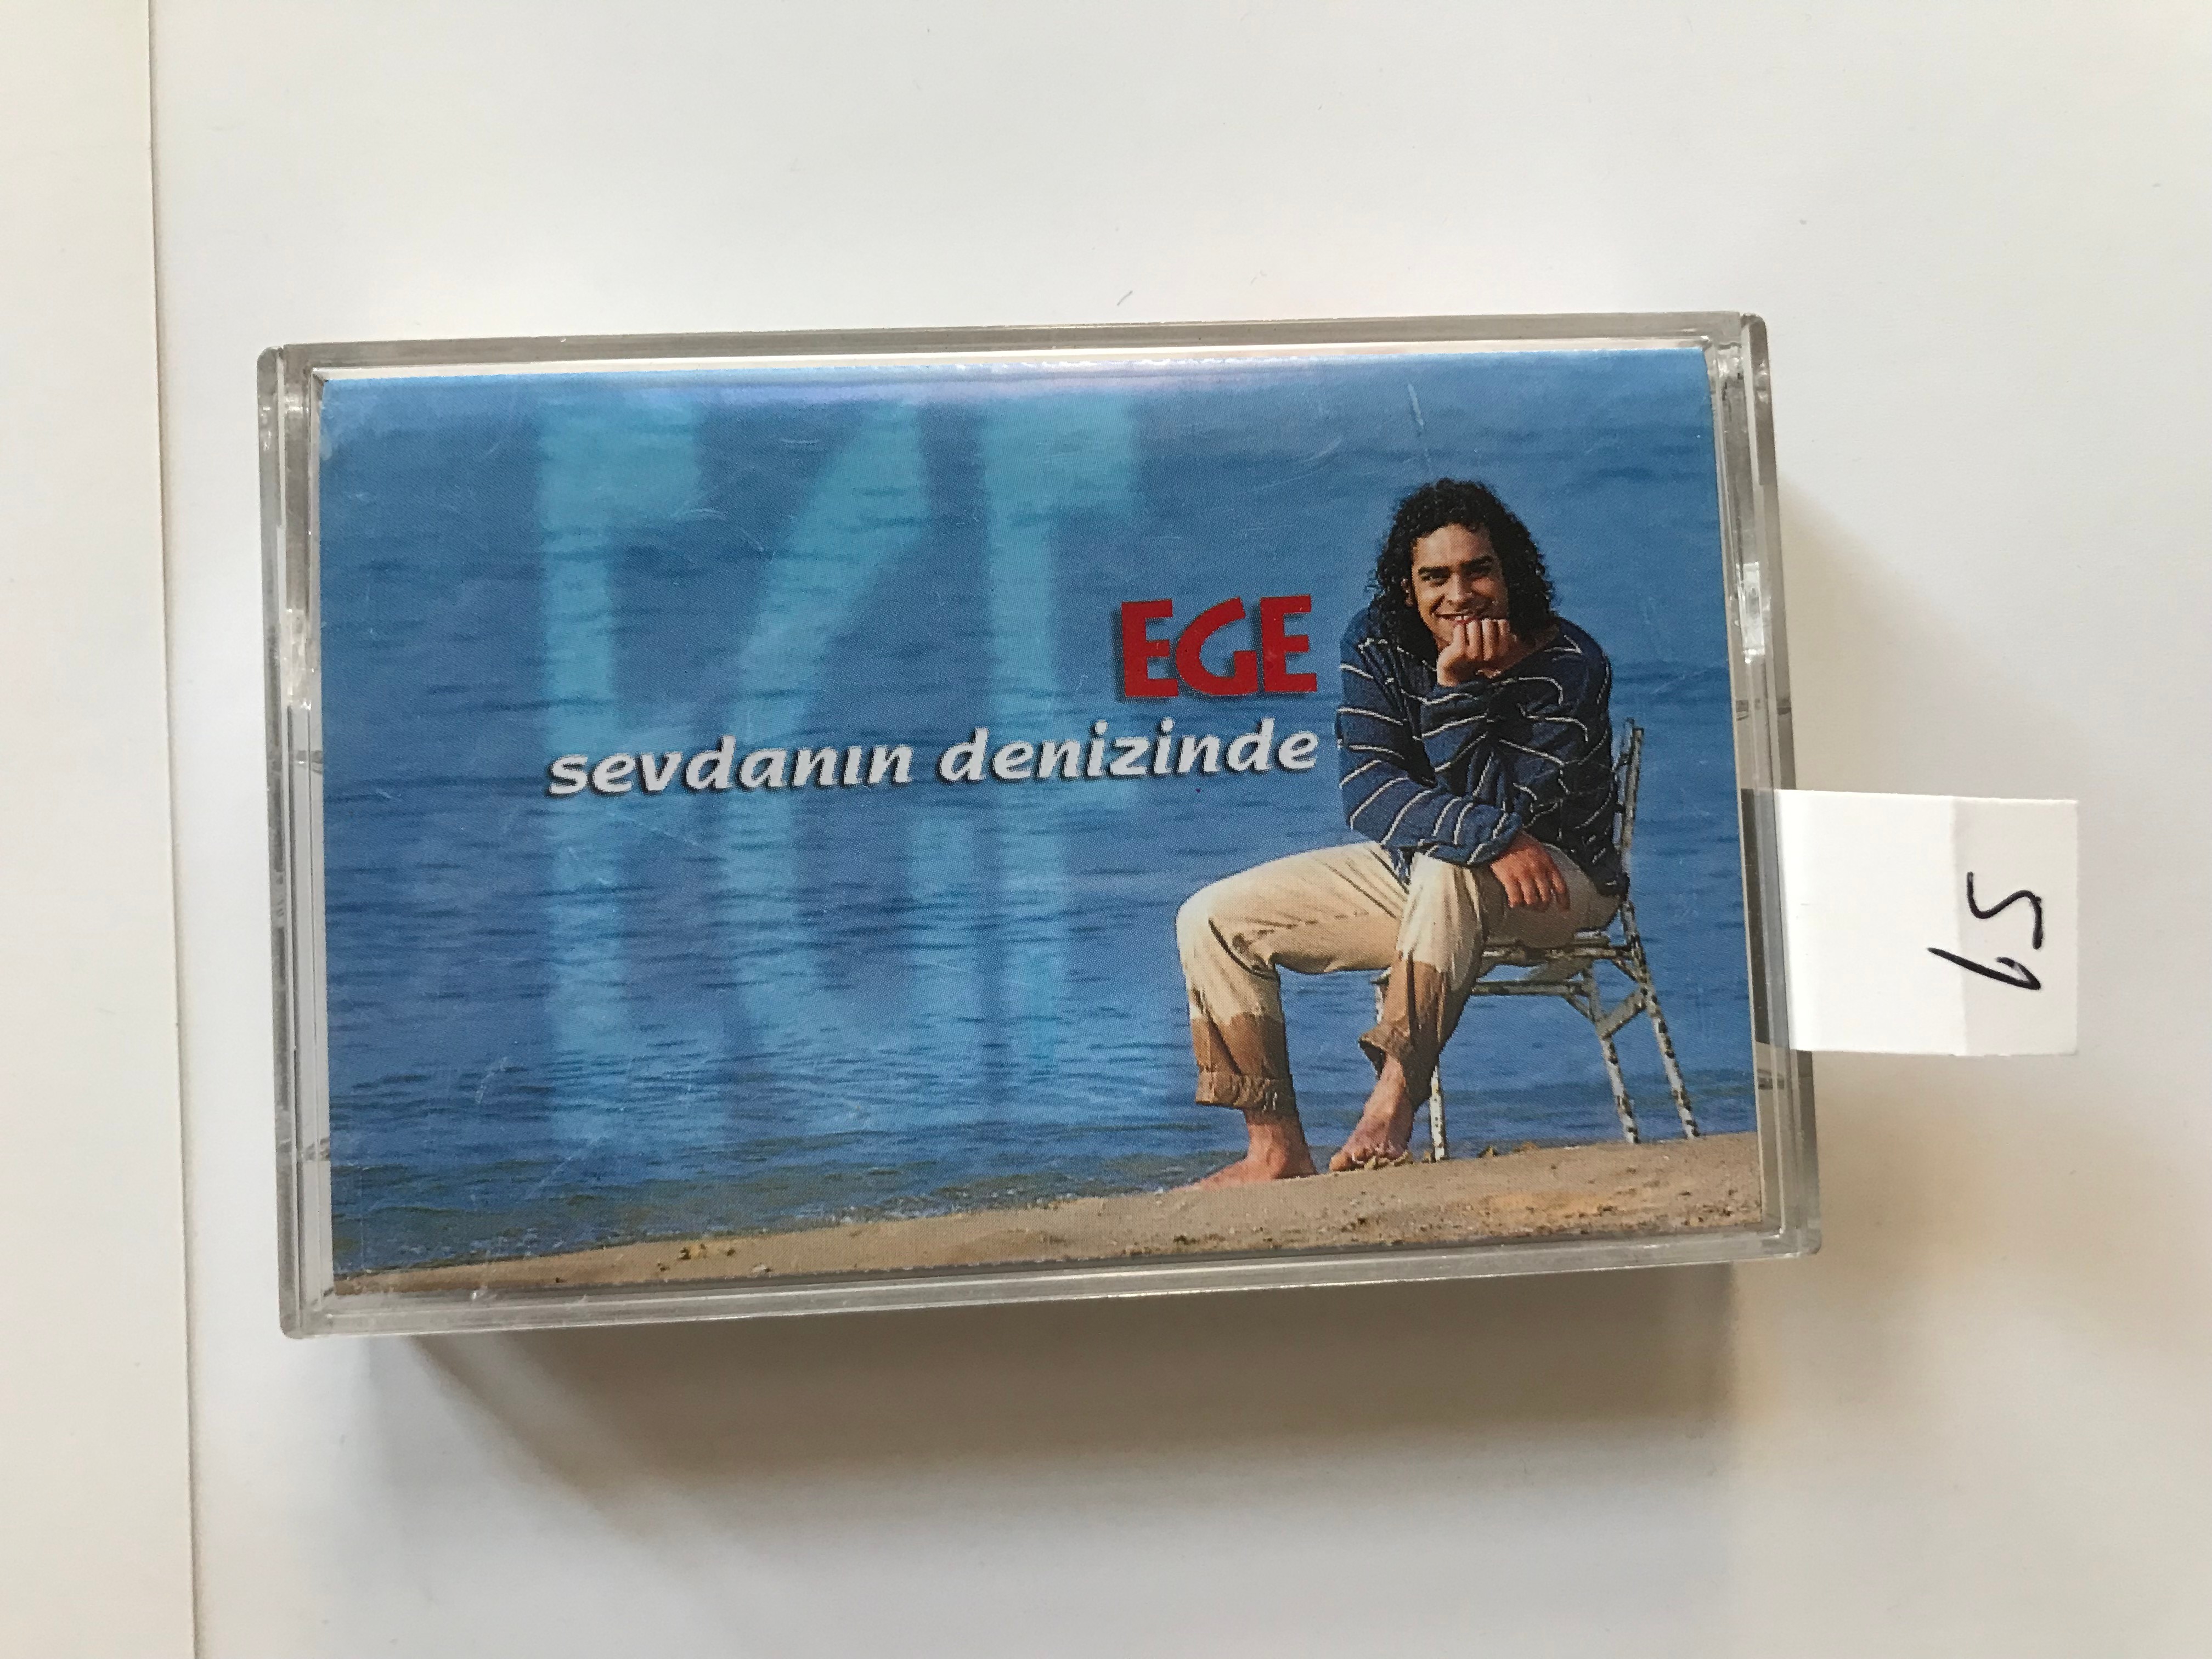 EGE
sevdanın denizinde
59